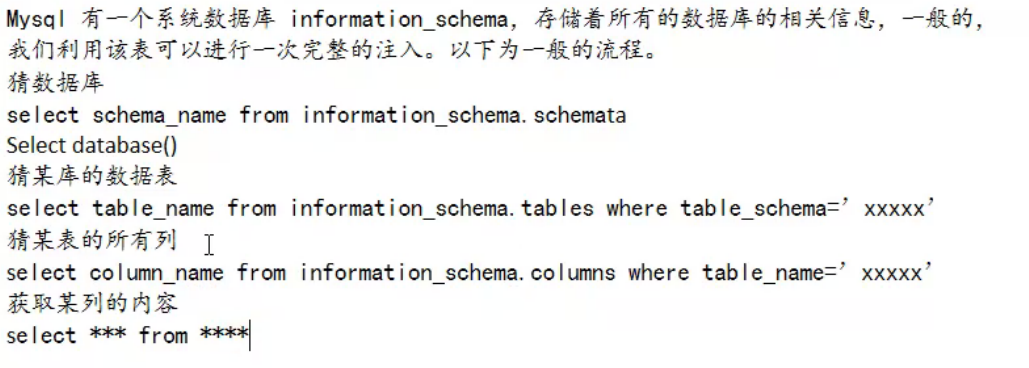 Mysql 有一个系统数据库 information_schema，存储着所有的数据库的相关信息，一般的，
我们利用该表可以进行一次完整的注入。以下为一般的流程。
猜数据库
select schema_name from information_schema.schemata
Select database()
猜某库的数据表
select table_name from information_schema.tables where table_schema=’ xxxxx’
猜某表的所有列
select column_name from information_schema.columns where table_name=’ xxxxx’
获取某列的内容
select *** from ****